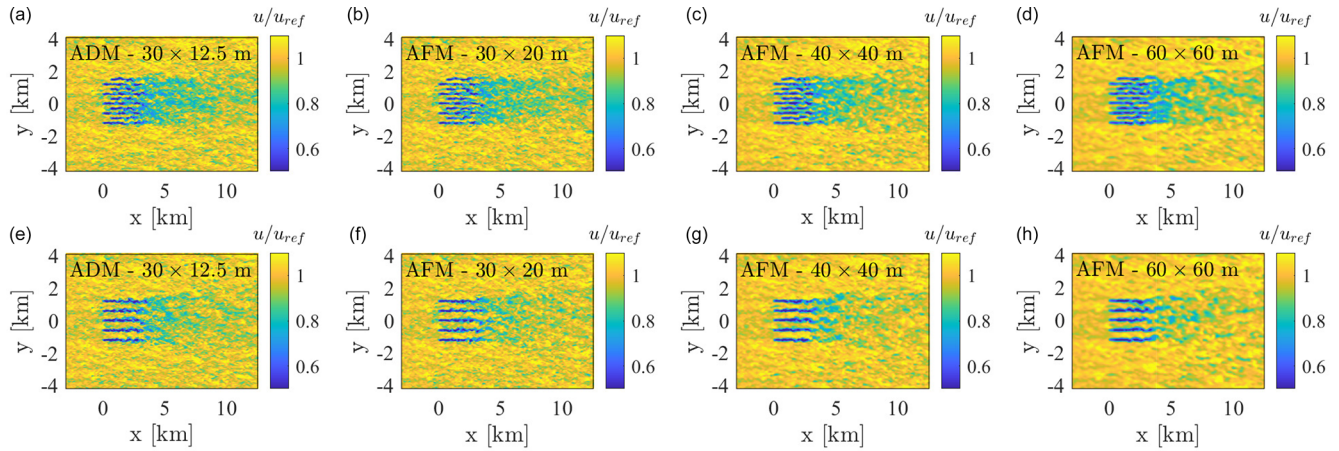 (a) u/u_ref
ADM - 30 × 12.5 m
4
2
0
-2
-4
y [km]
0 5 10
x [km]
1
0.8
0.6
(b) u/u_ref
AFM - 30 × 20 m
4
2
0
-2
-4
y [km]
0 5 10
x [km]
1
0.8
0.6
(c) u/u_ref
AFM - 40 × 40 m
4
2
0
-2
-4
y [km]
0 5 10
x [km]
1
0.8
0.6
(d) u/u_ref
AFM - 60 × 60 m
4
2
0
-2
-4
y [km]
0 5 10
x [km]
1
0.8
0.6
(e) u/u_ref
ADM - 30 × 12.5 m
4
2
0
-2
-4
y [km]
0 5 10
x [km]
1
0.8
0.6
(f) u/u_ref
AFM - 30 × 20 m
4
2
0
-2
-4
y [km]
0 5 10
x [km]
1
0.8
0.6
(g) u/u_ref
AFM - 40 × 40 m
4
2
0
-2
-4
y [km]
0 5 10
x [km]
1
0.8
0.6
(h) u/u_ref
AFM - 60 × 60 m
4
2
0
-2
-4
y [km]
0 5 10
x [km]
1
0.8
0.6